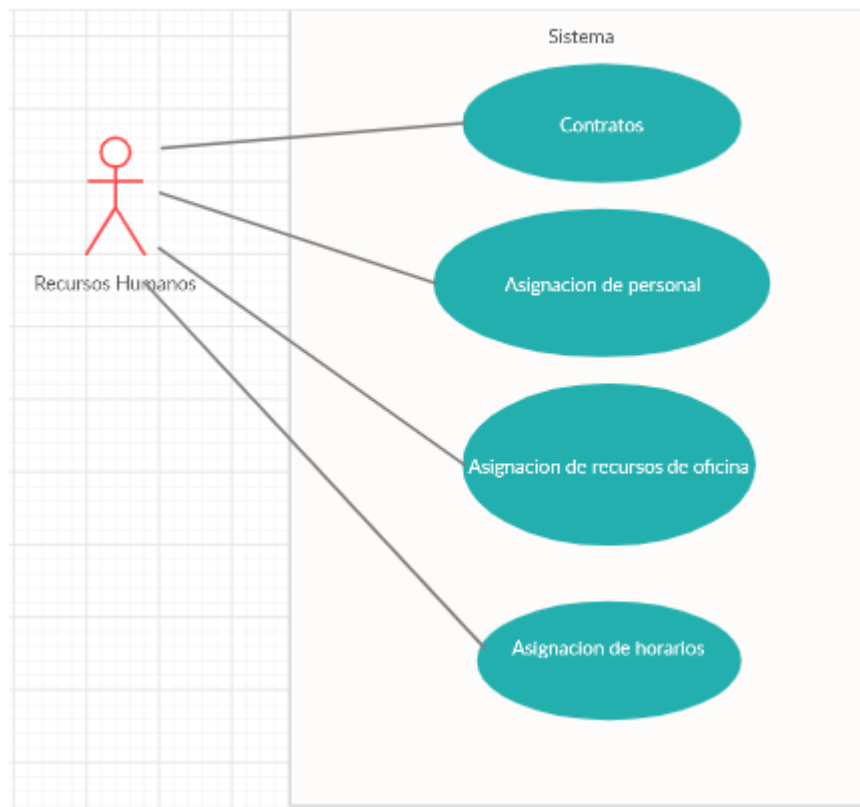 Sistema
Contratos
Recursos Humanos
Asignacion de personal
Asignacion de recursos de oficina
Asignacion de horarios